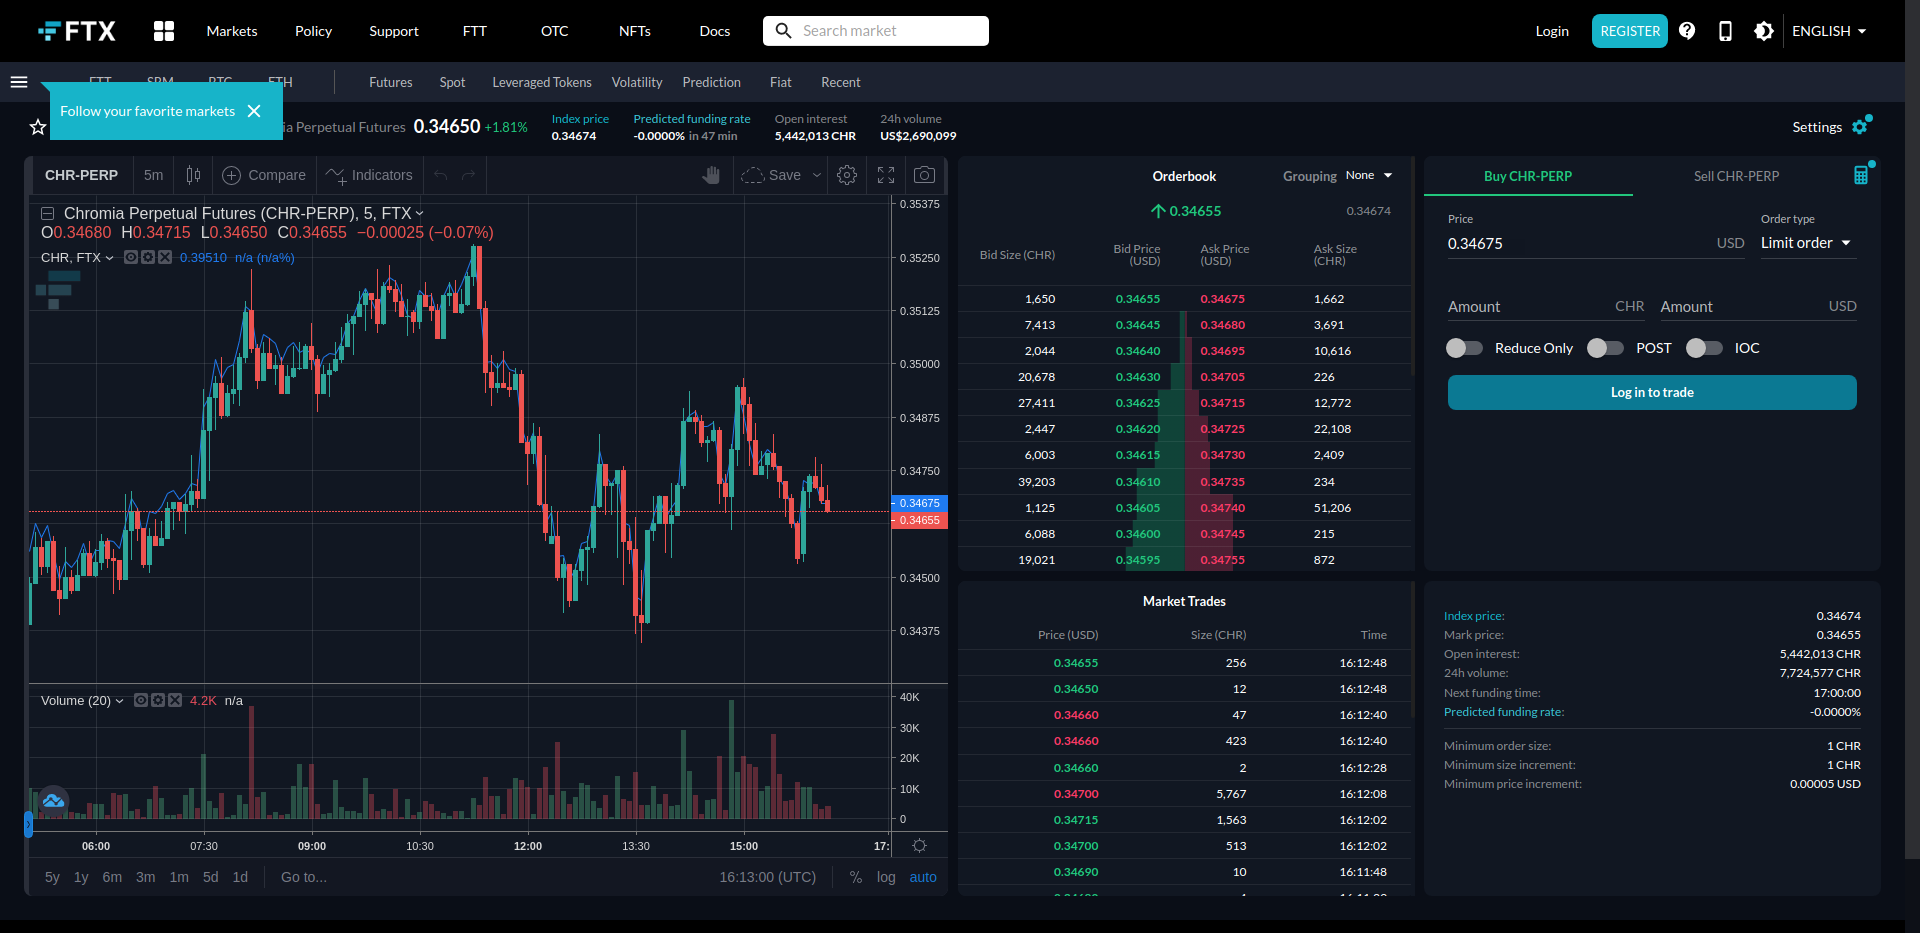 FTX
Markets
Policy
Support
FTT
OTC
NFTs
Docs
Search market
Login
REGISTER
ENGLISH
Futures
Spot
Leveraged Tokens
Volatility
Prediction
Fiat
Recent
Follow your favorite markets
Perpetual Futures
0.34650 +1.81%
Index price
0.34674
Predicted funding rate
-0.0000% in 47 min
Open interest
5,442,013 CHR
24h volume
US$2,690,099
Settings
CHR-PERP
5m
Compare
Indicators
Save
Chromia Perpetual Futures (CHR-PERP), 5, FTX
O0.34680 H0.34715 L0.34650 C0.34655 −0.00025 (−0.07%)
CHR, FTX
0.39510 n/a (n/a%)
0.35375
0.35250
0.35125
0.35000
0.34875
0.34750
0.34675
0.34655
0.34500
0.34375
Volume (20)
4.2K n/a
40K
30K
20K
10K
0
06:00
07:30
09:00
10:30
12:00
13:30
15:00
17:
5y 1y 6m 3m 1m 5d 1d
Go to...
16:13:00 (UTC)
%
log
auto
Orderbook
Grouping None
0.34655
0.34674
Bid Size (CHR)
Bid Price
(USD)
Ask Price
(USD)
Ask Size
(CHR)
1,650 0.34655 0.34675 1,662
7,413 0.34645 0.34680 3,691
2,044 0.34640 0.34695 10,616
20,678 0.34630 0.34705 226
27,411 0.34625 0.34715 12,772
2,447 0.34620 0.34725 22,108
6,003 0.34615 0.34730 2,409
39,203 0.34610 0.34735 234
1,125 0.34605 0.34740 51,206
6,088 0.34600 0.34745 215
19,021 0.34595 0.34755 872
Market Trades
Price (USD) Size (CHR) Time
0.34655 256 16:12:48
0.34650 12 16:12:48
0.34660 47 16:12:40
0.34660 423 16:12:40
0.34660 2 16:12:28
0.34700 5,767 16:12:08
0.34715 1,563 16:12:02
0.34700 513 16:12:02
0.34690 10 16:11:48
Buy CHR-PERP
Sell CHR-PERP
Price
0.34675 USD
Order type
Limit order
Amount CHR
Amount USD
Reduce Only
POST
IOC
Log in to trade
Index price: 0.34674
Mark price: 0.34655
Open interest: 5,442,013 CHR
24h volume: 7,724,577 CHR
Next funding time: 17:00:00
Predicted funding rate: -0.0000%
Minimum order size: 1 CHR
Minimum size increment: 1 CHR
Minimum price increment: 0.00005 USD